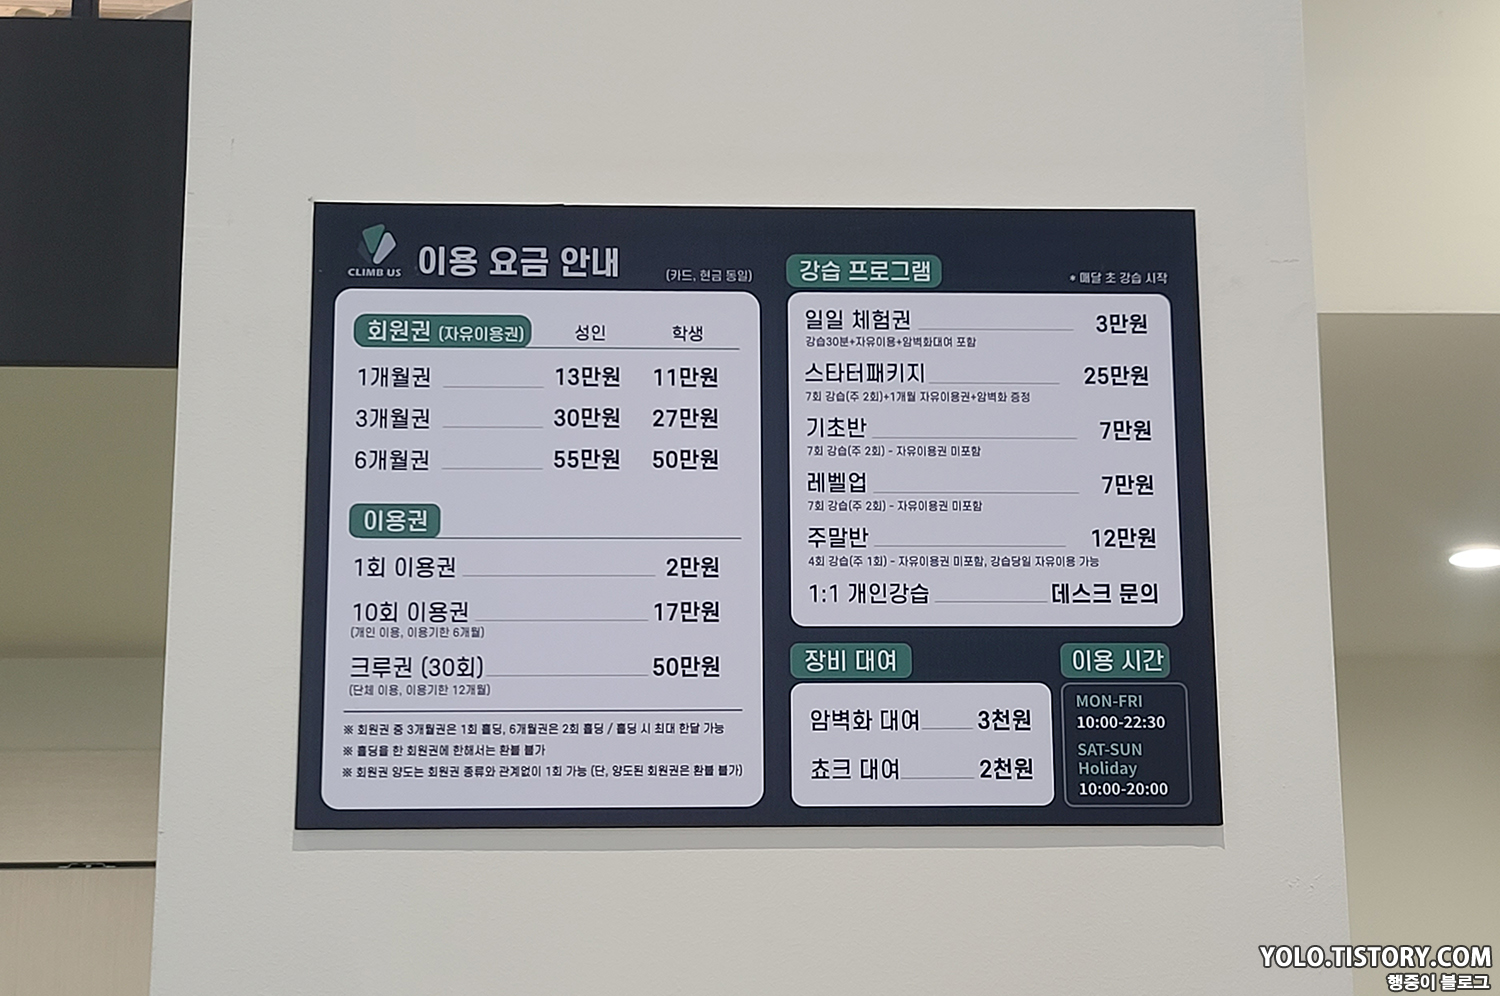 CLIMB US
이용 요금 안내
(카드, 현금 동일)
회원권 (자유이용권) 성인 학생
1개월권 13만원 11만원
3개월권 30만원 27만원
6개월권 55만원 50만원
이용권
1회 이용권 2만원
10회 이용권 17만원
(개인 이용, 이용기한 6개월)
크루권 (30회) 50만원
(단체 이용, 이용기한 12개월)
※ 회원권 중 3개월권은 1회 홀딩, 6개월권은 2회 홀딩 / 홀딩 시 최대 한달 가능
※ 홀딩을 한 회원권에 한해서는 환불 불가
※ 회원권 양도는 회원권 종류와 관계없이 1회 가능 (단, 양도된 회원권은 환불 불가)
강습 프로그램
* 매달 초 강습 시작
일일 체험권 3만원
강습30분+자유이용+암벽화대여 포함
스타터패키지 25만원
7회 강습(주 2회)+1개월 자유이용권+암벽화 증정
기초반 7만원
7회 강습(주 2회) - 자유이용권 미포함
레벨업 7만원
7회 강습(주 2회) - 자유이용권 미포함
주말반 12만원
4회 강습(주 1회) - 자유이용권 미포함, 강습당일 자유이용 가능
1:1 개인강습 데스크 문의
장비 대여
암벽화 대여 3천원
쵸크 대여 2천원
이용 시간
MON-FRI
10:00-22:30
SAT-SUN
Holiday
10:00-20:00
YOLO.TISTORY.COM
행중이 블로그